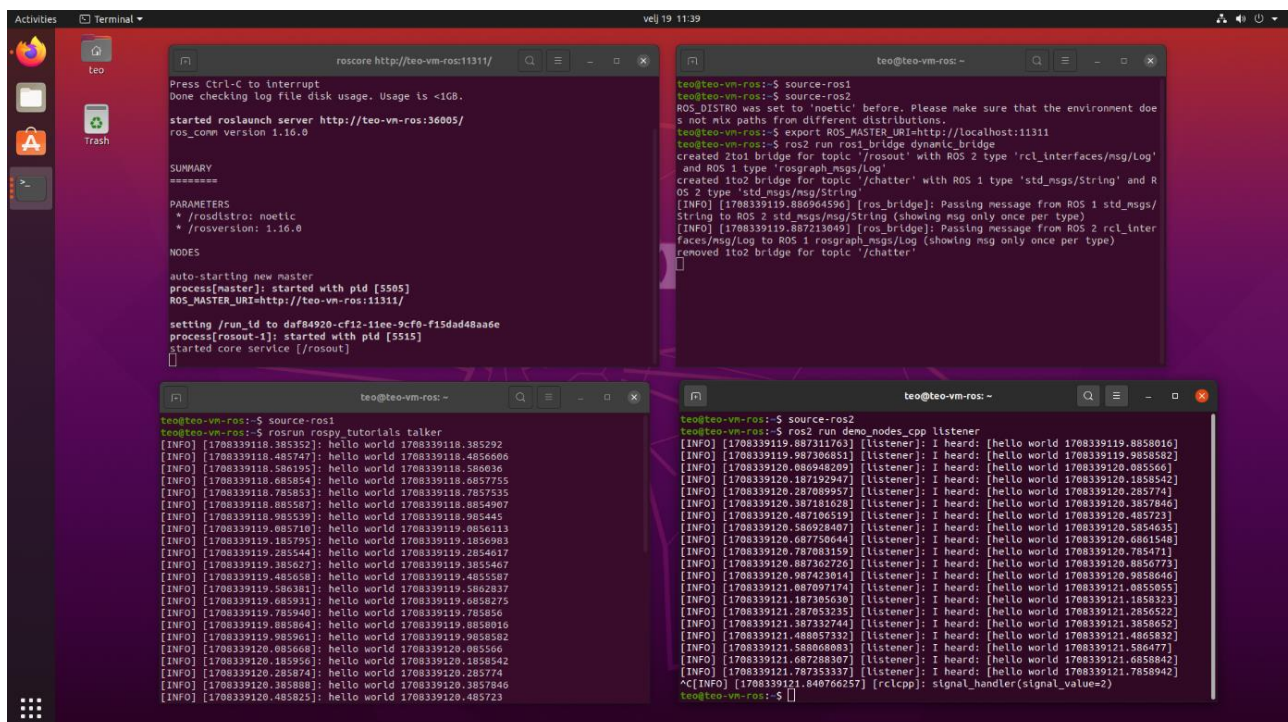 Activities
Terminal
velj 19 11:39
teo
Trash
roscore http://teo-vm-ros:11311/
Press Ctrl-C to interrupt
Done checking log file disk usage. Usage is <1GB.
started roslaunch server http://teo-vm-ros:36005/
ros_comm version 1.16.0
SUMMARY
========
PARAMETERS
* /rosdistro: noetic
* /rosversion: 1.16.0
NODES
auto-starting new master
process[master]: started with pid [5505]
ROS_MASTER_URI=http://teo-vm-ros:11311/
setting /run_id to daf84920-cf12-11ee-9cf0-f15dad48aa6e
process[rosout-1]: started with pid [5515]
started core service [/rosout]
teo@teo-vm-ros: ~
teo@teo-vm-ros:~$ source-ros1
teo@teo-vm-ros:~$ source-ros2
ROS_DISTRO was set to 'noetic' before. Please make sure that the environment doe
s not mix paths from different distributions.
teo@teo-vm-ros:~$ export ROS_MASTER_URI=http://localhost:11311
teo@teo-vm-ros:~$ ros2 run ros1_bridge dynamic_bridge
created 2to1 bridge for topic '/rosout' with ROS 2 type 'rcl_interfaces/msg/Log'
and ROS 1 type 'rosgraph_msgs/Log'
created 1to2 bridge for topic '/chatter' with ROS 1 type 'std_msgs/String' and R
OS 2 type 'std_msgs/msg/String'
[INFO] [1708339119.886964596] [ros_bridge]: Passing message from ROS 1 std_msgs/
String to ROS 2 std_msgs/msg/String (showing msg only once per type)
[INFO] [1708339119.887213049] [ros_bridge]: Passing message from ROS 2 rcl_inter
faces/msg/Log to ROS 1 rosgraph_msgs/Log (showing msg only once per type)
removed 1to2 bridge for topic '/chatter'
teo@teo-vm-ros: ~
teo@teo-vm-ros:~$ source-ros1
teo@teo-vm-ros:~$ rosrun rospy_tutorials talker
[INFO] [1708339118.385352]: hello world 1708339118.385292
[INFO] [1708339118.485747]: hello world 1708339118.4856606
[INFO] [1708339118.586195]: hello world 1708339118.586036
[INFO] [1708339118.685854]: hello world 1708339118.6857755
[INFO] [1708339118.785853]: hello world 1708339118.7857535
[INFO] [1708339118.885587]: hello world 1708339118.8854907
[INFO] [1708339118.985539]: hello world 1708339118.985445
[INFO] [1708339119.085710]: hello world 1708339119.0856113
[INFO] [1708339119.185795]: hello world 1708339119.1856983
[INFO] [1708339119.285544]: hello world 1708339119.2854617
[INFO] [1708339119.385627]: hello world 1708339119.3855467
[INFO] [1708339119.485658]: hello world 1708339119.4855587
[INFO] [1708339119.586381]: hello world 1708339119.5862837
[INFO] [1708339119.685931]: hello world 1708339119.6858275
[INFO] [1708339119.785940]: hello world 1708339119.785856
[INFO] [1708339119.885864]: hello world 1708339119.8858016
[INFO] [1708339119.985961]: hello world 1708339119.9858582
[INFO] [1708339120.085668]: hello world 1708339120.085566
[INFO] [1708339120.185956]: hello world 1708339120.1858542
[INFO] [1708339120.285874]: hello world 1708339120.285774
[INFO] [1708339120.385888]: hello world 1708339120.3857846
[INFO] [1708339120.485825]: hello world 1708339120.485723
teo@teo-vm-ros: ~
teo@teo-vm-ros:~$ source-ros2
teo@teo-vm-ros:~$ ros2 run demo_nodes_cpp listener
[INFO] [1708339119.887311763] [listener]: I heard: [hello world 1708339119.8858016]
[INFO] [1708339119.987306851] [listener]: I heard: [hello world 1708339119.9858582]
[INFO] [1708339120.086948209] [listener]: I heard: [hello world 1708339120.085566]
[INFO] [1708339120.187192947] [listener]: I heard: [hello world 1708339120.1858542]
[INFO] [1708339120.287089957] [listener]: I heard: [hello world 1708339120.285774]
[INFO] [1708339120.387181628] [listener]: I heard: [hello world 1708339120.3857846]
[INFO] [1708339120.487106519] [listener]: I heard: [hello world 1708339120.485723]
[INFO] [1708339120.586928407] [listener]: I heard: [hello world 1708339120.5854635]
[INFO] [1708339120.687750644] [listener]: I heard: [hello world 1708339120.6861548]
[INFO] [1708339120.787083159] [listener]: I heard: [hello world 1708339120.785471]
[INFO] [1708339120.887362726] [listener]: I heard: [hello world 1708339120.8856773]
[INFO] [1708339120.987423014] [listener]: I heard: [hello world 1708339120.9858646]
[INFO] [1708339121.087097174] [listener]: I heard: [hello world 1708339121.0855055]
[INFO] [1708339121.187305630] [listener]: I heard: [hello world 1708339121.1858323]
[INFO] [1708339121.287053235] [listener]: I heard: [hello world 1708339121.2856522]
[INFO] [1708339121.387332744] [listener]: I heard: [hello world 1708339121.3858652]
[INFO] [1708339121.488057332] [listener]: I heard: [hello world 1708339121.4865832]
[INFO] [1708339121.588068083] [listener]: I heard: [hello world 1708339121.586477]
[INFO] [1708339121.687288307] [listener]: I heard: [hello world 1708339121.6858842]
[INFO] [1708339121.787353337] [listener]: I heard: [hello world 1708339121.7858942]
^C[INFO] [1708339121.840766257] [rclcpp]: signal_handler(signal_value=2)
teo@teo-vm-ros:~$